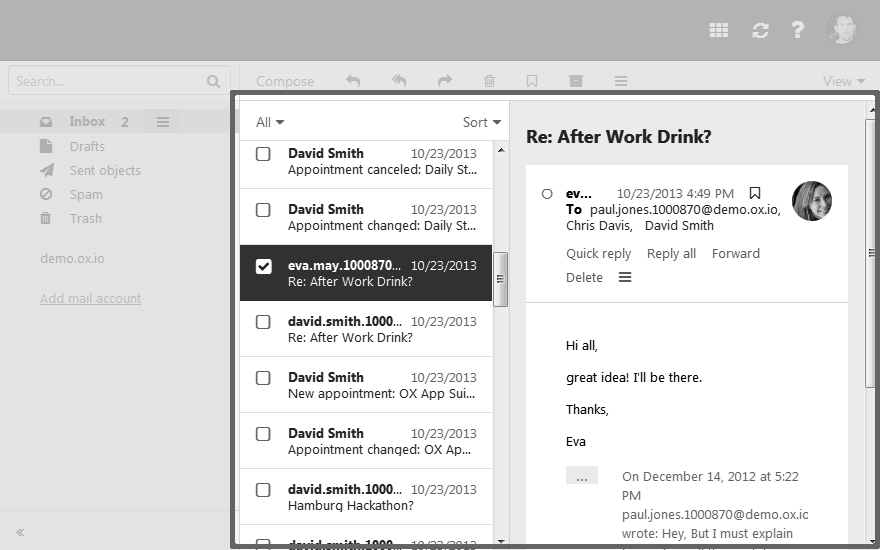 Search...
Compose
View
Inbox 2
Drafts
Sent objects
Spam
Trash
demo.ox.io
Add mail account
All
Sort
David Smith 10/23/2013
Appointment canceled: Daily St...
David Smith 10/23/2013
Appointment changed: Daily St...
eva.may.1000870... 10/23/2013
Re: After Work Drink?
david.smith.1000... 10/23/2013
Re: After Work Drink?
David Smith 10/23/2013
New appointment: OX App Sui...
David Smith 10/23/2013
Appointment changed: OX Ap...
david.smith.1000... 10/23/2013
Hamburg Hackathon?
david.smith.1000... 10/23/2013
Re: After Work Drink?
ev... 10/23/2013 4:49 PM
To paul.jones.1000870@demo.ox.io,
Chris Davis, David Smith
Quick reply Reply all Forward
Delete
Hi all,
great idea! I'll be there.
Thanks,
Eva
...
On December 14, 2012 at 5:22
PM
paul.jones.1000870@demo.ox.io
wrote: Hey, But I must explain